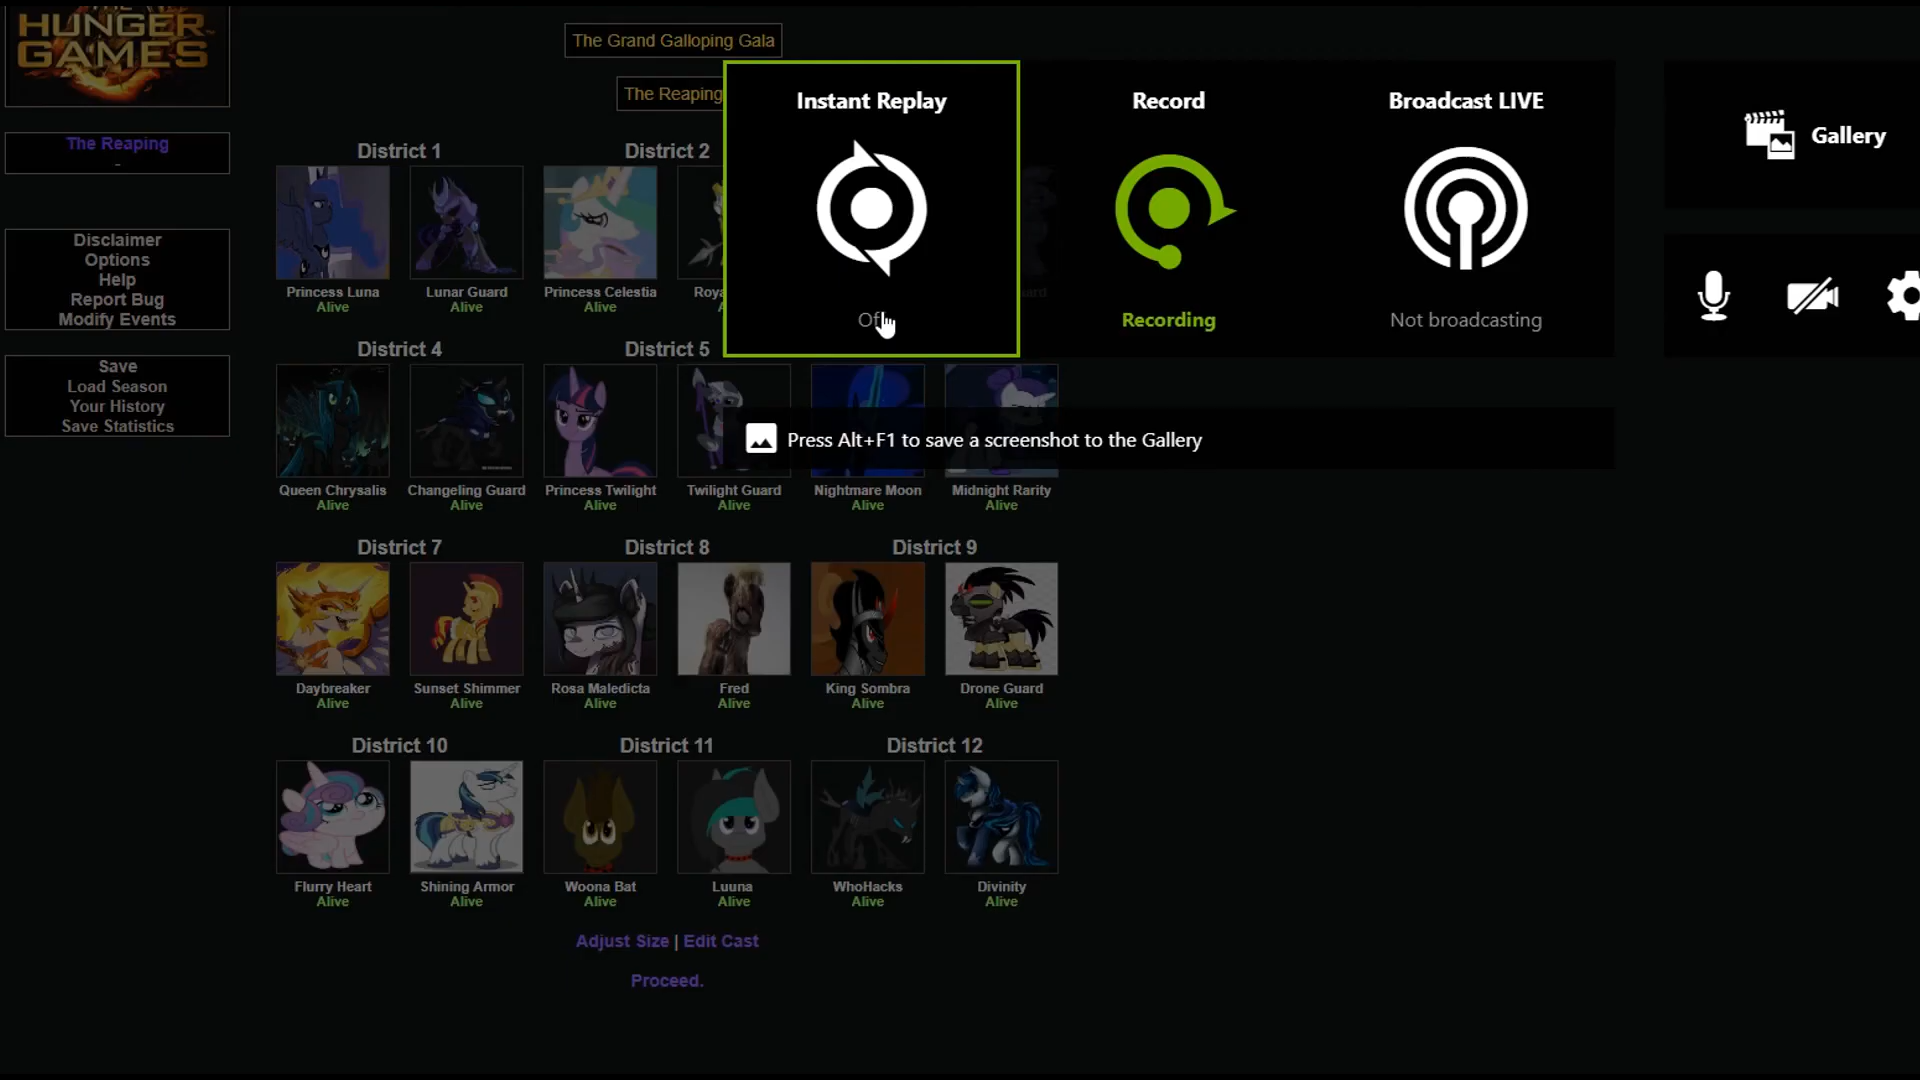 THE
HUNGER
GAMES
The Reaping
-
Disclaimer
Options
Help
Report Bug
Modify Events
Save
Load Season
Your History
Save Statistics
The Grand Galloping Gala
The Reaping
District 1
District 2
Princess Luna
Alive
Lunar Guard
Alive
Princess Celestia
Alive
District 4
District 5
Queen Chrysalis
Alive
Changeling Guard
Alive
Princess Twilight
Alive
Twilight Guard
Alive
Nightmare Moon
Alive
Midnight Rarity
Alive
District 7
District 8
District 9
Daybreaker
Alive
Sunset Shimmer
Alive
Rosa Maledicta
Alive
Fred
Alive
King Sombra
Alive
Drone Guard
Alive
District 10
District 11
District 12
Flurry Heart
Alive
Shining Armor
Alive
Woona Bat
Alive
Luuna
Alive
WhoHacks
Alive
Divinity
Alive
Adjust Size | Edit Cast
Proceed.
Instant Replay
Record
Recording
Broadcast LIVE
Not broadcasting
Press Alt+F1 to save a screenshot to the Gallery
Gallery